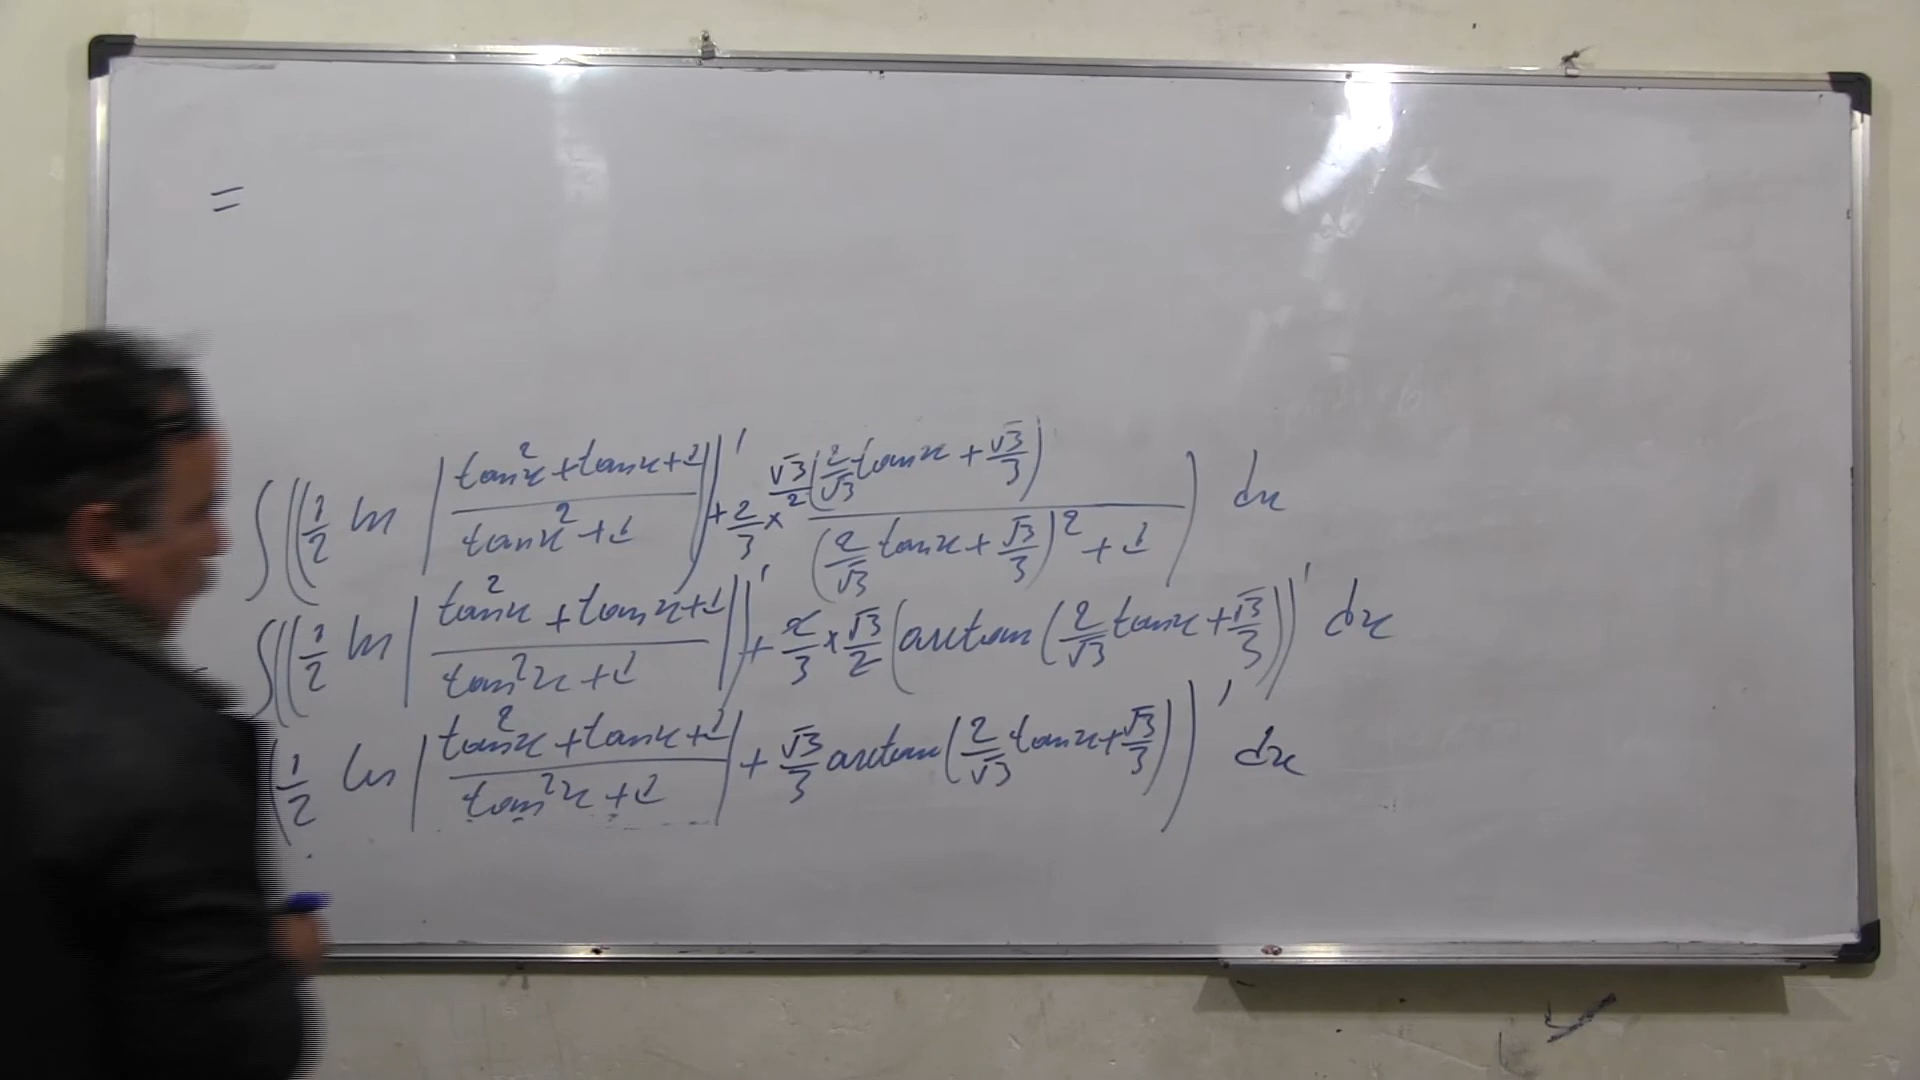 =
∫((1/2 ln |(tan²x+tanx+1)/(tanx²+1)|)' + 2/3 × (√3/2 (2/√3 tanx + √3/3)')/((2/√3 tanx + √3/3)²+1)) dx
∫((1/2 ln |(tan²x+tanx+1)/(tan²x+1)|)' + 2/3 × √3/2 (arctan (2/√3 tanx + √3/3))' dx
(1/2 ln |(tan²x+tanx+1)/(tan²x+1)| + √3/3 arctan (2/√3 tanx + √3/3))' dx